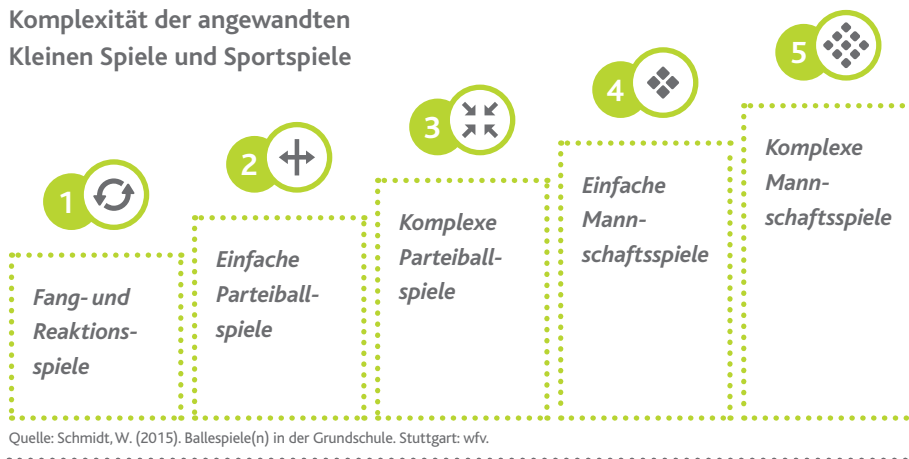 Komplexität der angewandten
Kleinen Spiele und Sportspiele
1
Fang- und
Reaktions-
spiele
2
Einfache
Parteiball-
spiele
3
Komplexe
Parteiball-
spiele
4
Einfache
Mann-
schaftsspiele
5
Komplexe
Mann-
schaftsspiele
Quelle: Schmidt, W. (2015). Ballespiele(n) in der Grundschule. Stuttgart: wfv.